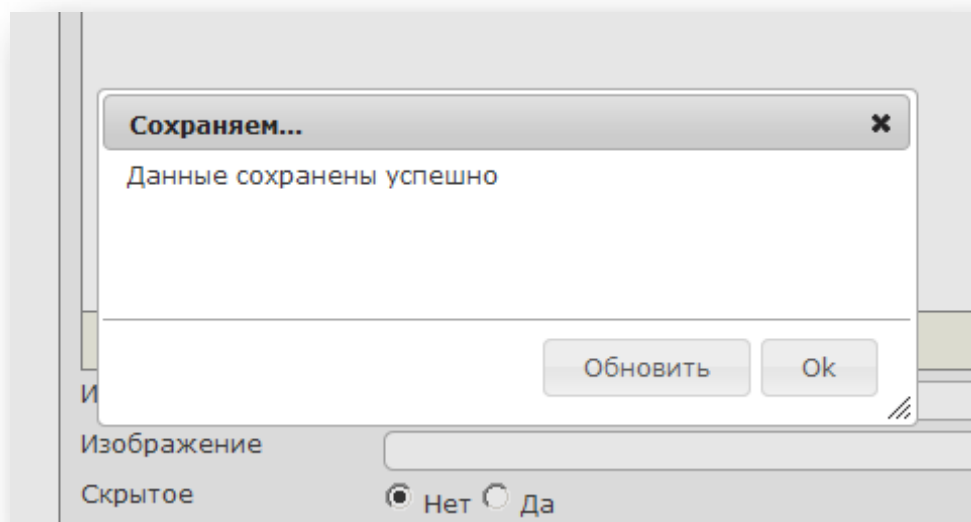 Сохраняем...
Данные сохранены успешно
Обновить Ok
И
Изображение
Скрытое Нет Да